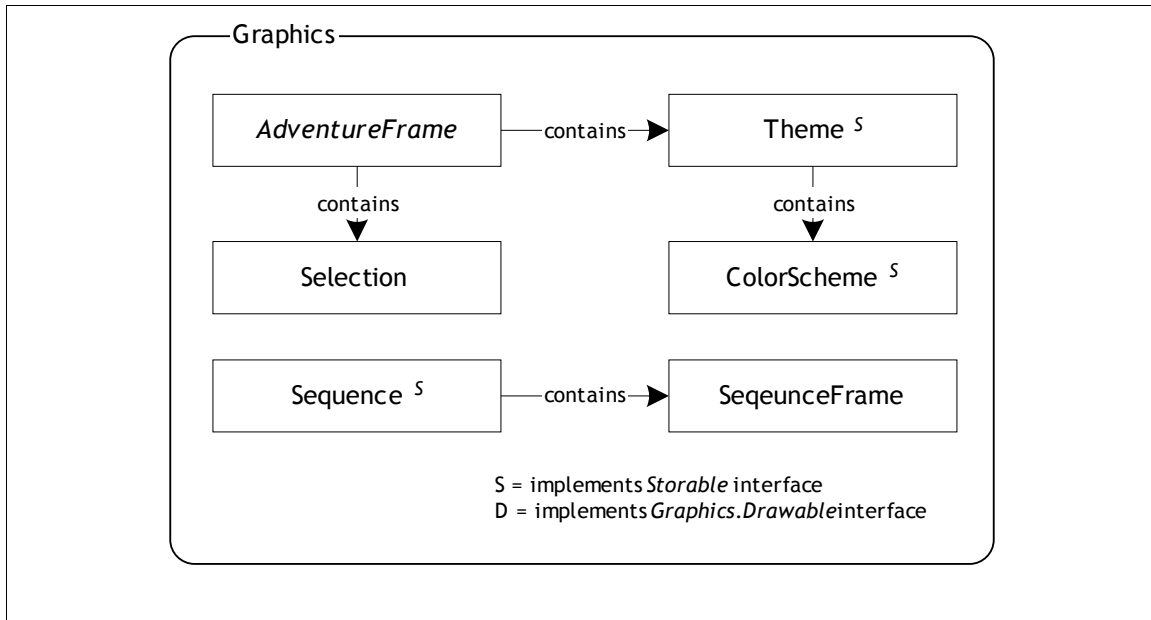 Graphics
AdventureFrame
contains
Theme S
contains
contains
Selection
ColorScheme S
Sequence S
contains
SeqeunceFrame
S = implements Storable interface
D = implements Graphics.Drawable interface